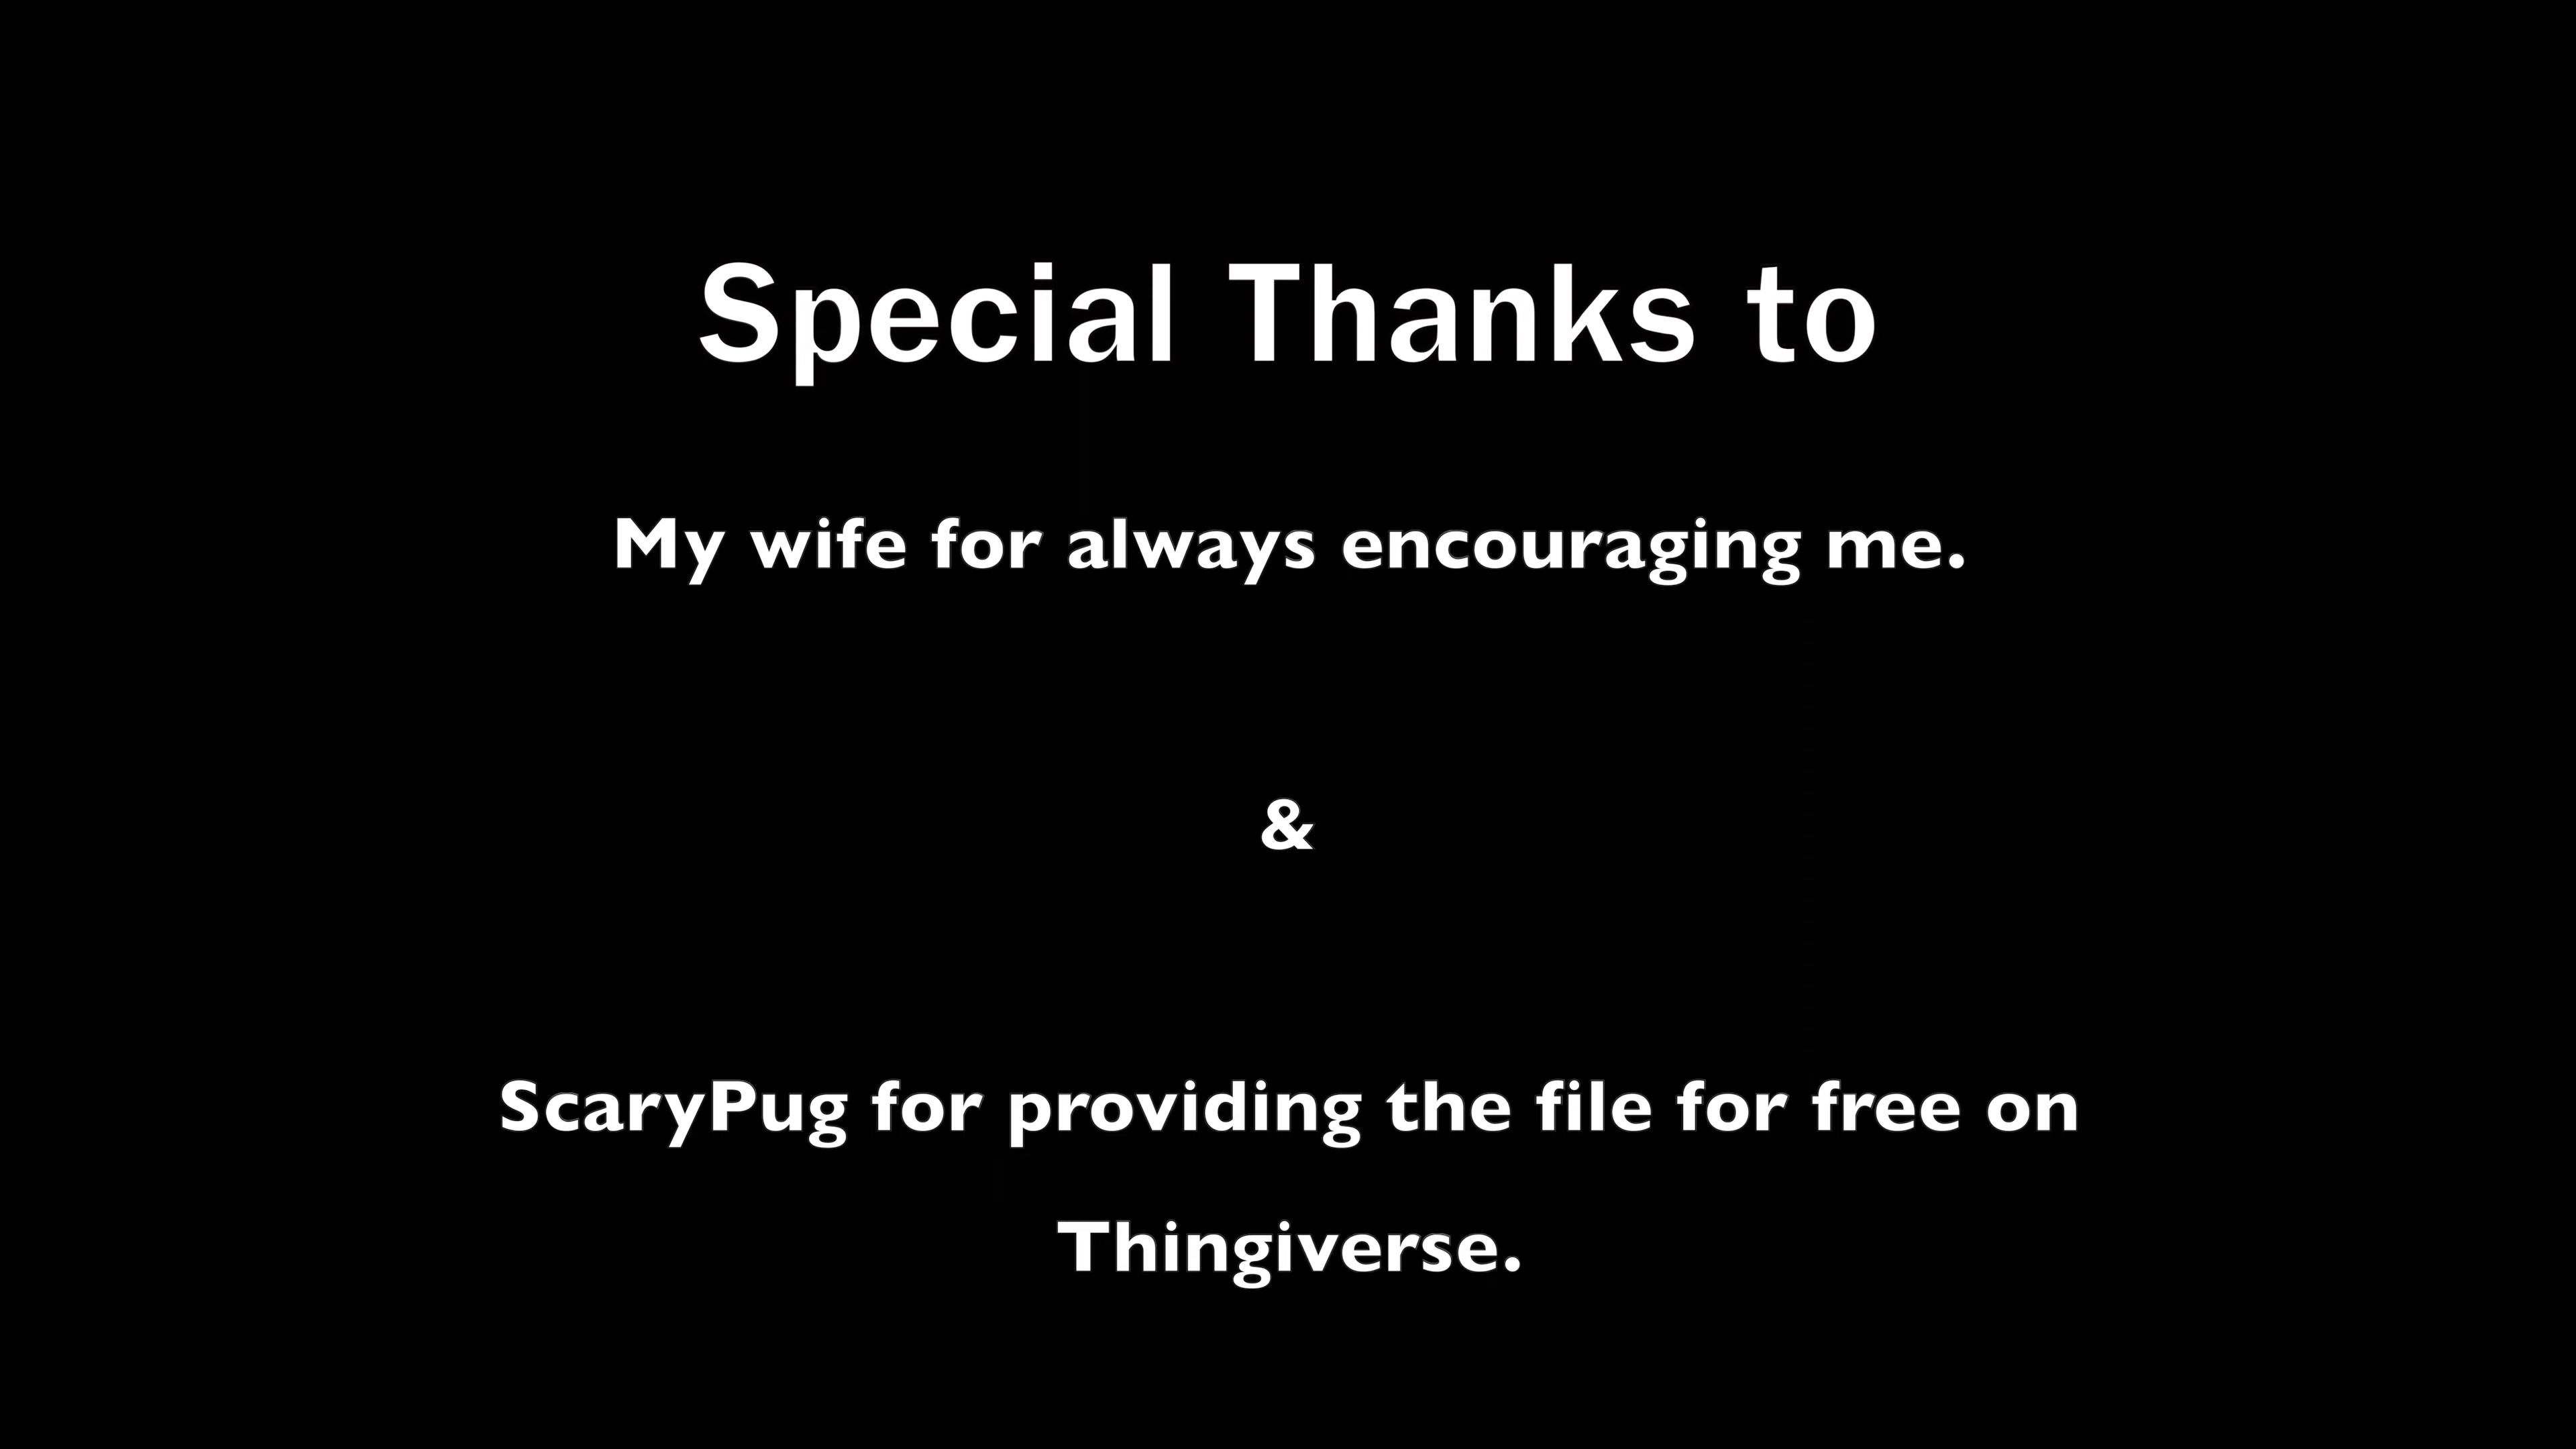 Special Thanks to
My wife for always encouraging me.
&
ScaryPug for providing the file for free on
Thingiverse.